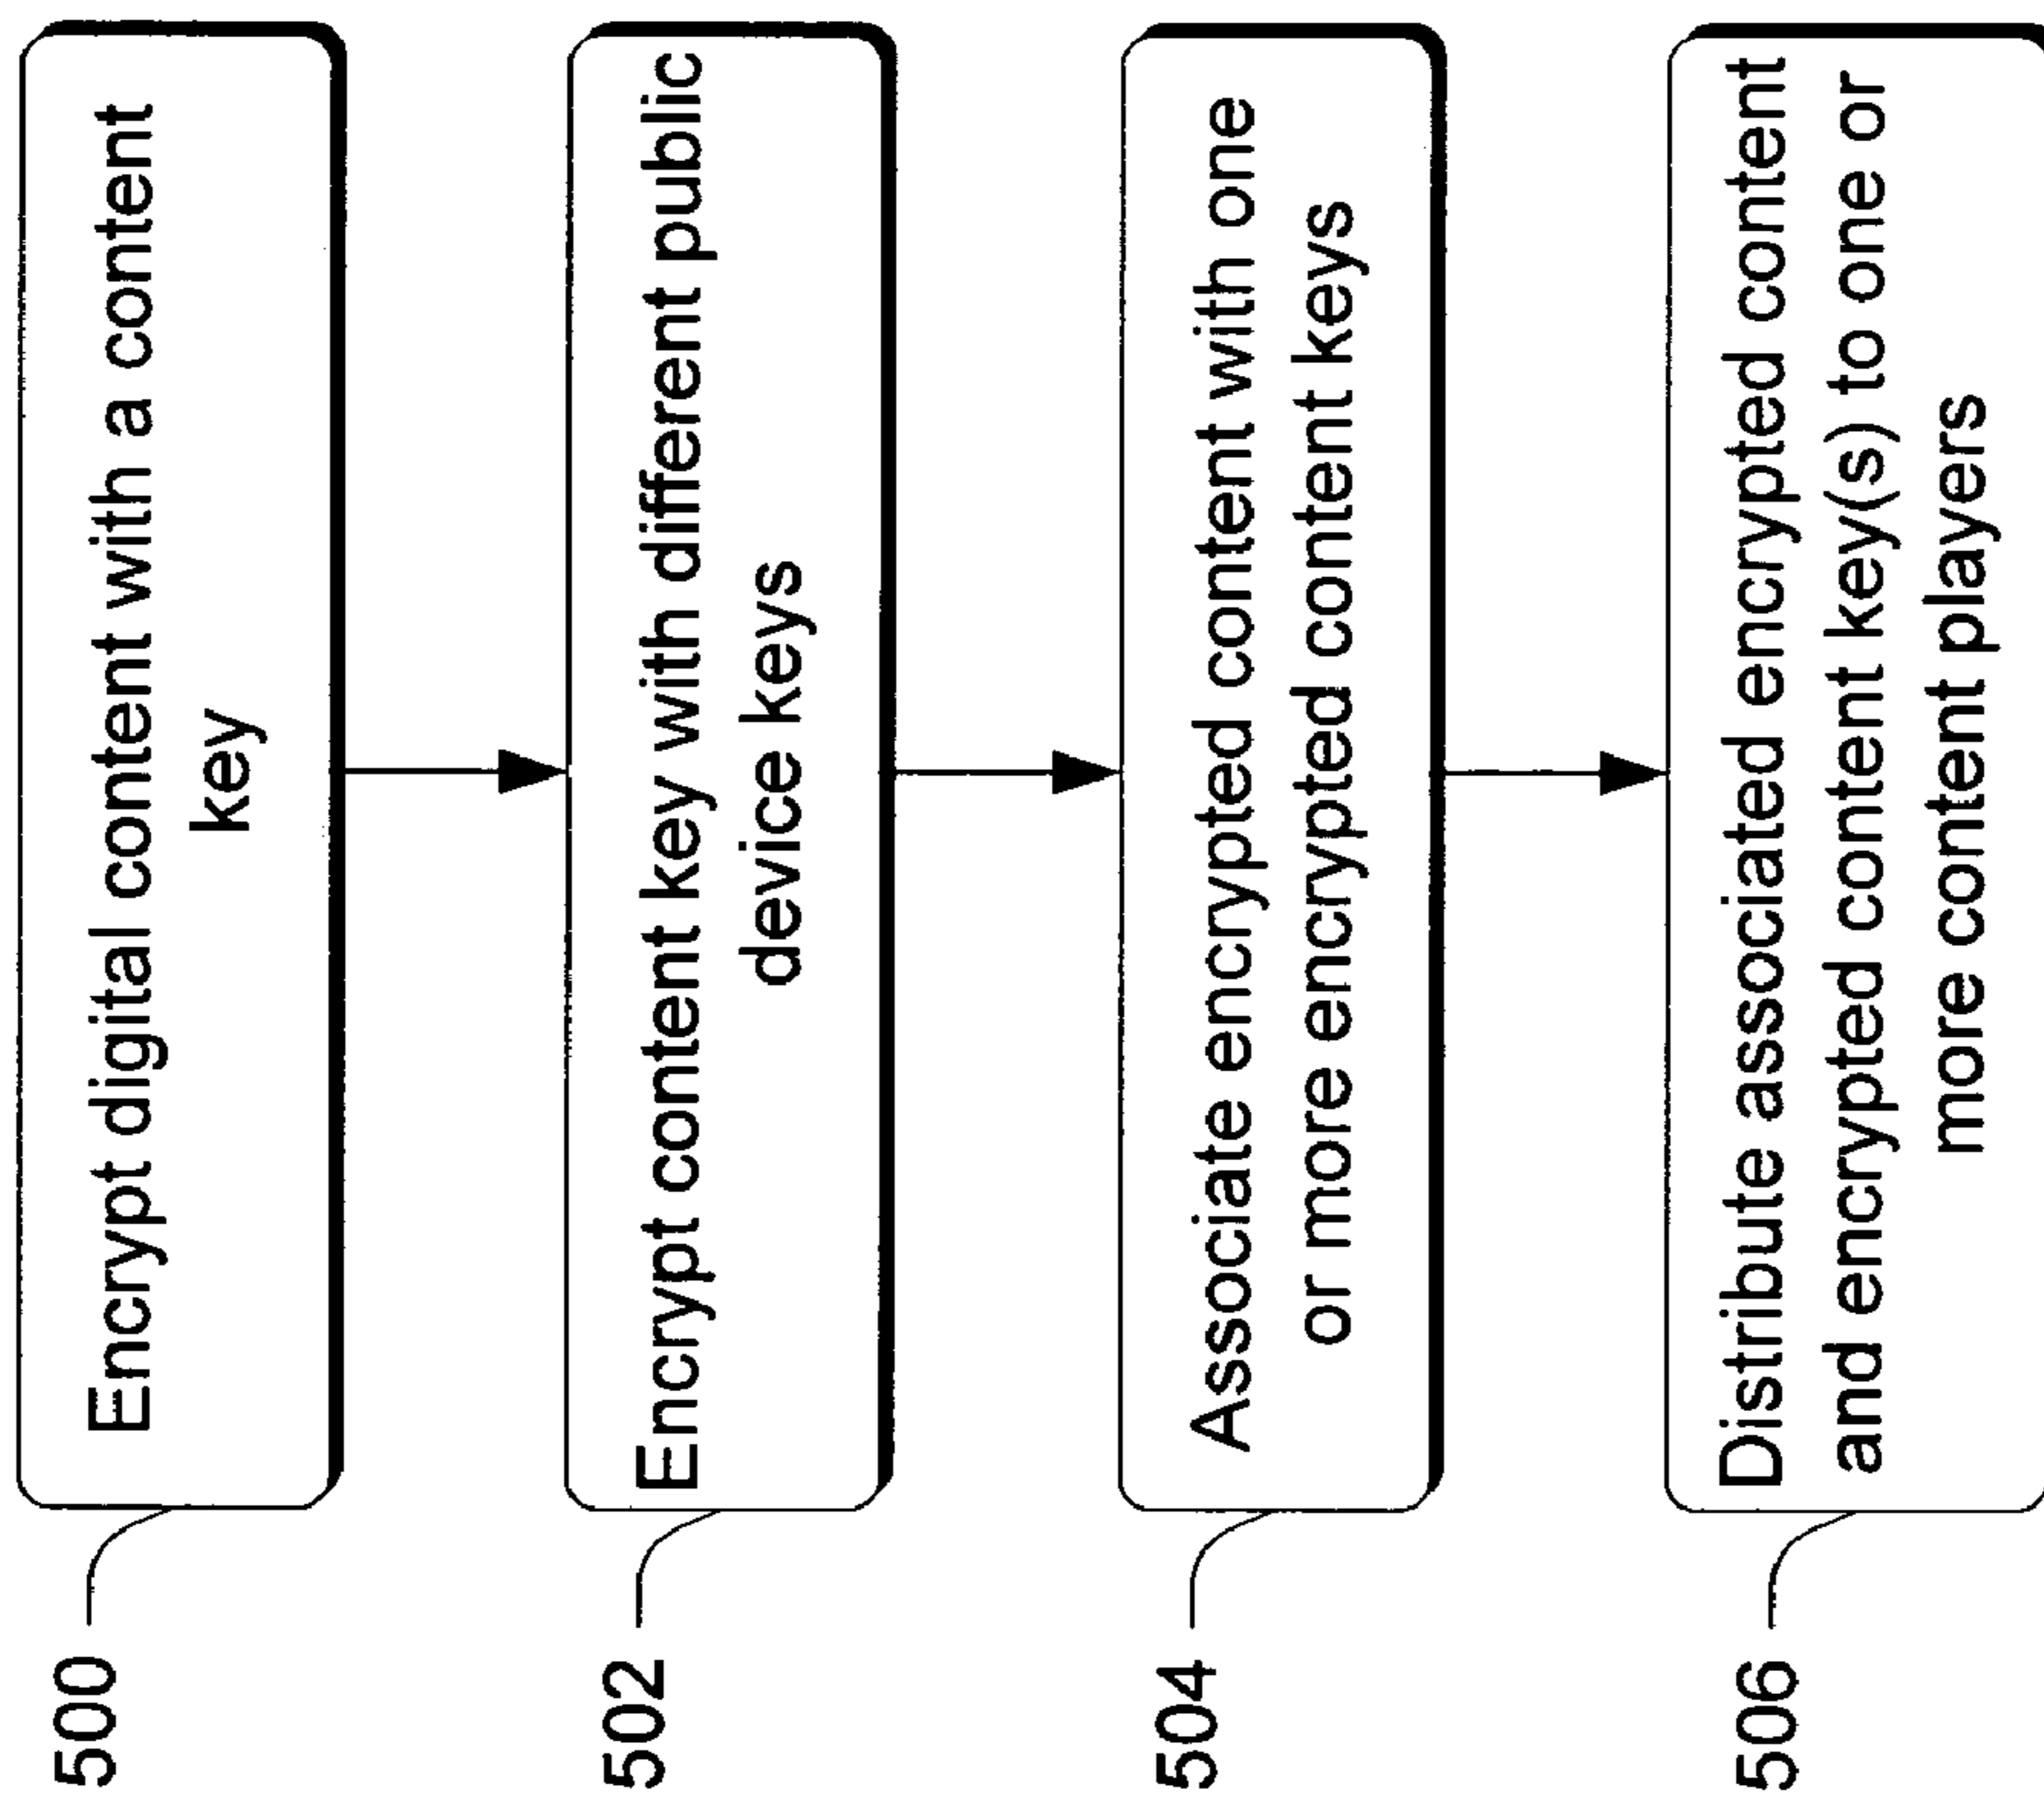 500
Encrypt digital content with a content
key
502
Encrypt content key with different public
device keys
504
Associate encrypted content with one
or more encrypted content keys
506
Distribute associated encrypted content
and encrypted content key(s) to one or
more content players